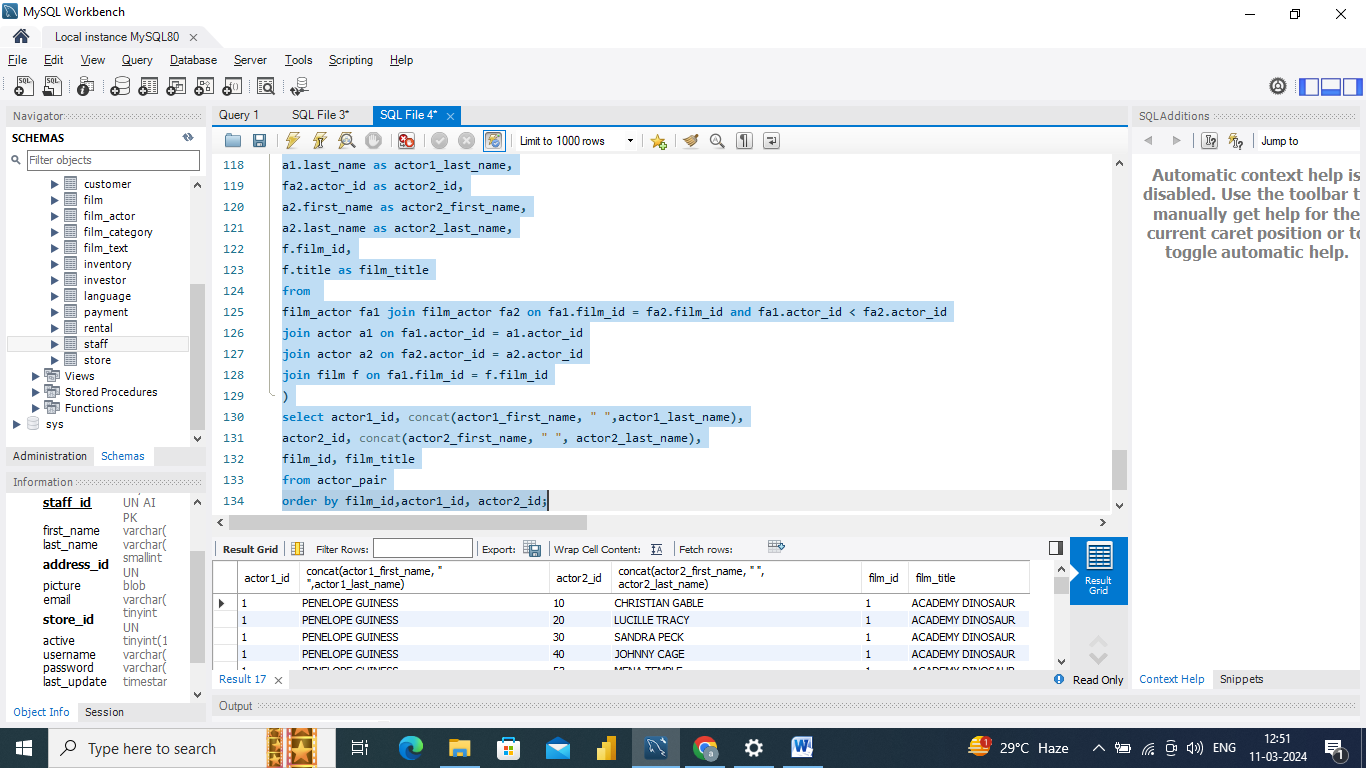 MySQL Workbench
Local instance MySQL80
File Edit View Query Database Server Tools Scripting Help
Navigator
SCHEMAS
Filter objects
customer
film
film_actor
film_category
film_text
inventory
investor
language
payment
rental
staff
store
Views
Stored Procedures
Functions
sys
Administration Schemas
Information
staff_id UN AI
PK
first_name varchar(
last_name varchar(
address_id smallint
UN
picture blob
email varchar(
store_id tinyint
UN
active tinyint(1
username varchar(
password varchar(
last_update timestar
Object Info Session
Query 1 SQL File 3* SQL File 4*
Limit to 1000 rows
118 a1.last_name as actor1_last_name,
119 fa2.actor_id as actor2_id,
120 a2.first_name as actor2_first_name,
121 a2.last_name as actor2_last_name,
122 f.film_id,
123 f.title as film_title
124 from
125 film_actor fa1 join film_actor fa2 on fa1.film_id = fa2.film_id and fa1.actor_id < fa2.actor_id
126 join actor a1 on fa1.actor_id = a1.actor_id
127 join actor a2 on fa2.actor_id = a2.actor_id
128 join film f on fa1.film_id = f.film_id
129 )
130 select actor1_id, concat(actor1_first_name, " ",actor1_last_name),
131 actor2_id, concat(actor2_first_name, " ", actor2_last_name),
132 film_id, film_title
133 from actor_pair
134 order by film_id,actor1_id, actor2_id;
Result Grid Filter Rows: Export: Wrap Cell Content: Fetch rows:
actor1_id concat(actor1_first_name, " ",actor1_last_name) actor2_id concat(actor2_first_name, " ", actor2_last_name) film_id film_title
1 PENELOPE GUINESS 10 CHRISTIAN GABLE 1 ACADEMY DINOSAUR
1 PENELOPE GUINESS 20 LUCILLE TRACY 1 ACADEMY DINOSAUR
1 PENELOPE GUINESS 30 SANDRA PECK 1 ACADEMY DINOSAUR
1 PENELOPE GUINESS 40 JOHNNY CAGE 1 ACADEMY DINOSAUR
1 PENELOPE GUINESS 53 MENA TEMPLE 1 ACADEMY DINOSAUR
Result Grid
Result 17
Read Only
Output
SQLAdditions
Jump to
Automatic context help is
disabled. Use the toolbar t
manually get help for the
current caret position or to
toggle automatic help.
Context Help Snippets
Type here to search
29°C Haze
ENG
12:51
11-03-2024